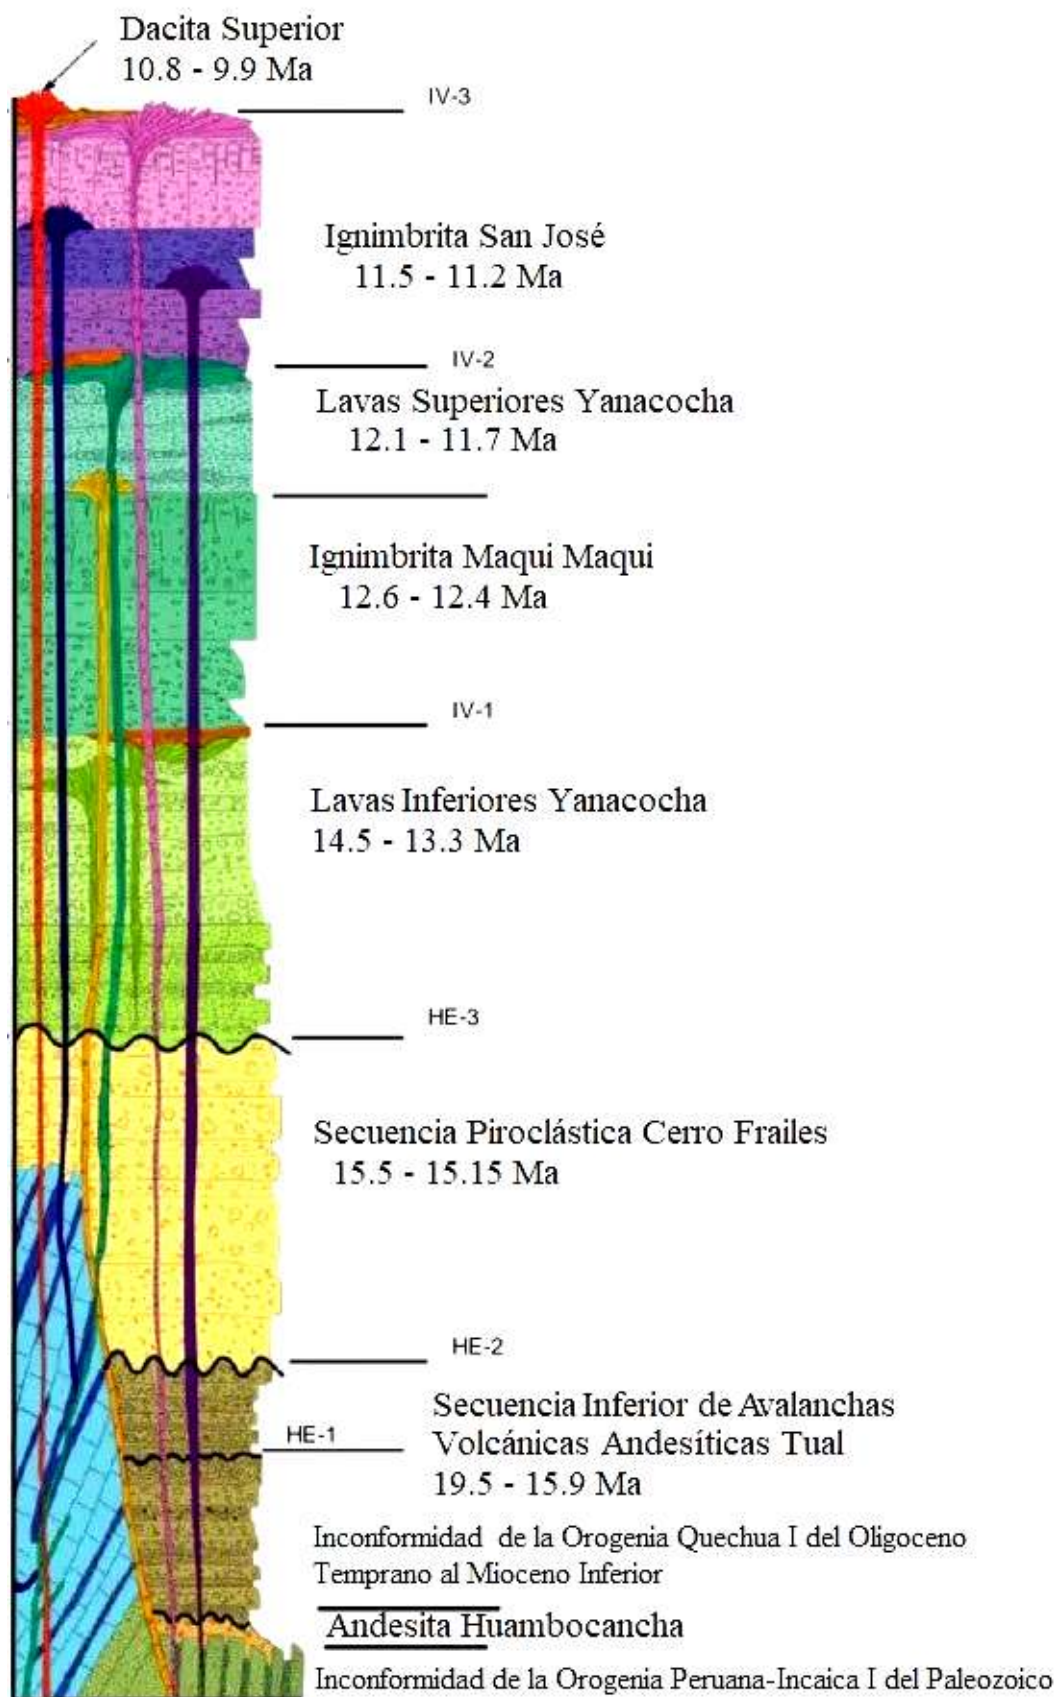 Dacita Superior
10.8 - 9.9 Ma
IV-3
Ignimbrita San José
11.5 - 11.2 Ma
IV-2
Lavas Superiores Yanacocha
12.1 - 11.7 Ma
Ignimbrita Maqui Maqui
12.6 - 12.4 Ma
IV-1
Lavas Inferiores Yanacocha
14.5 - 13.3 Ma
HE-3
Secuencia Piroclástica Cerro Frailes
15.5 - 15.15 Ma
HE-2
Secuencia Inferior de Avalanchas
HE-1
Volcánicas Andesíticas Tual
19.5 - 15.9 Ma
Inconformidad de la Orogenia Quechua I del Oligoceno
Temprano al Mioceno Inferior
Andesita Huambocancha
Inconformidad de la Orogenia Peruana-Incaica I del Paleozoico